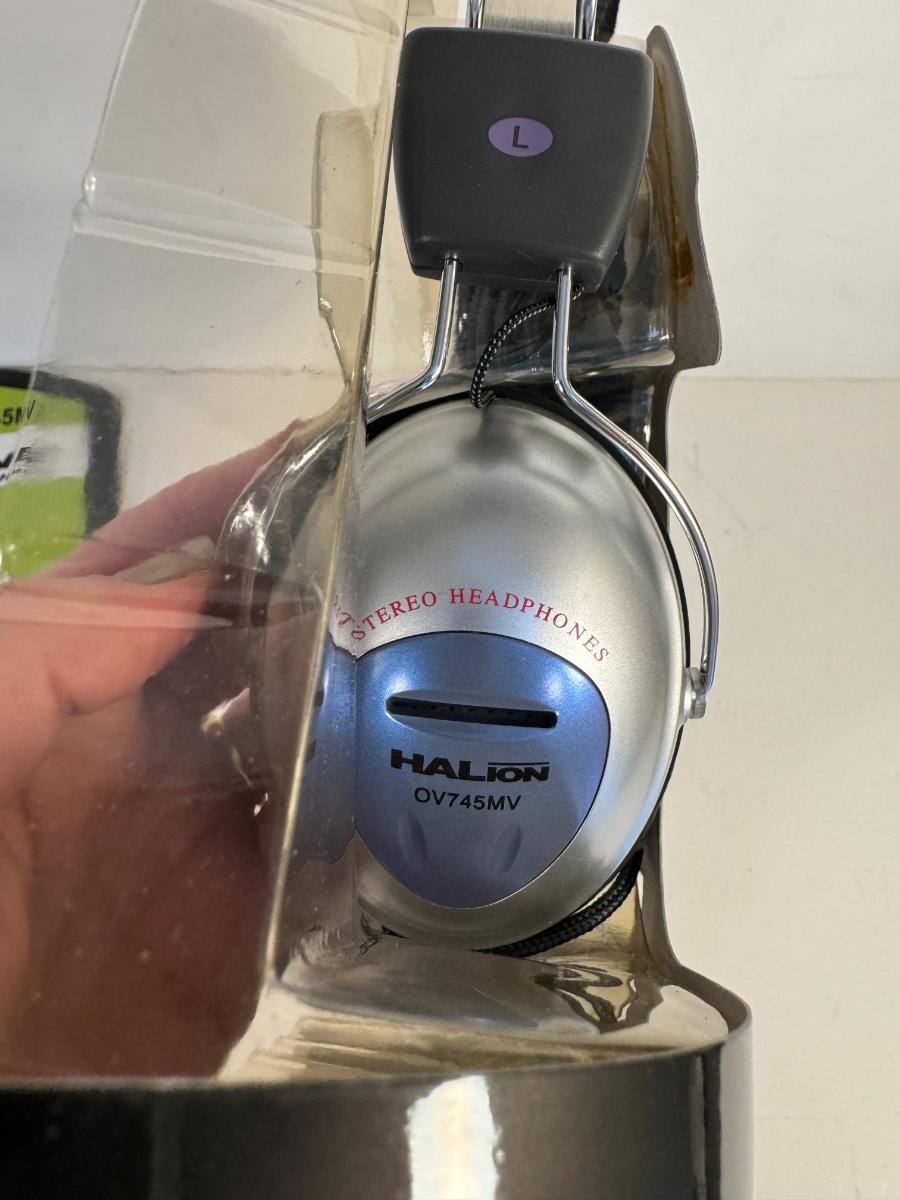 L
STEREO HEADPHONES
HALION
OV745MV